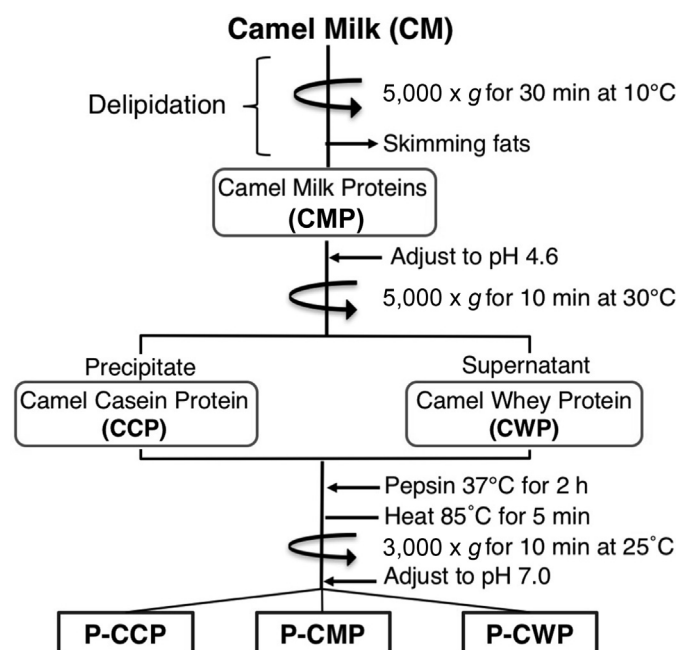 Camel Milk (CM)
5,000 x g for 30 min at 10°C
Delipidation
Skimming fats
Camel Milk Proteins
(CMP)
Adjust to pH 4.6
5,000 x g for 10 min at 30°C
Precipitate
Supernatant
Camel Casein Protein
(CCP)
Camel Whey Protein
(CWP)
Pepsin 37°C for 2 h
Heat 85°C for 5 min
3,000 x g for 10 min at 25°C
Adjust to pH 7.0
P-CCP
P-CMP
P-CWP